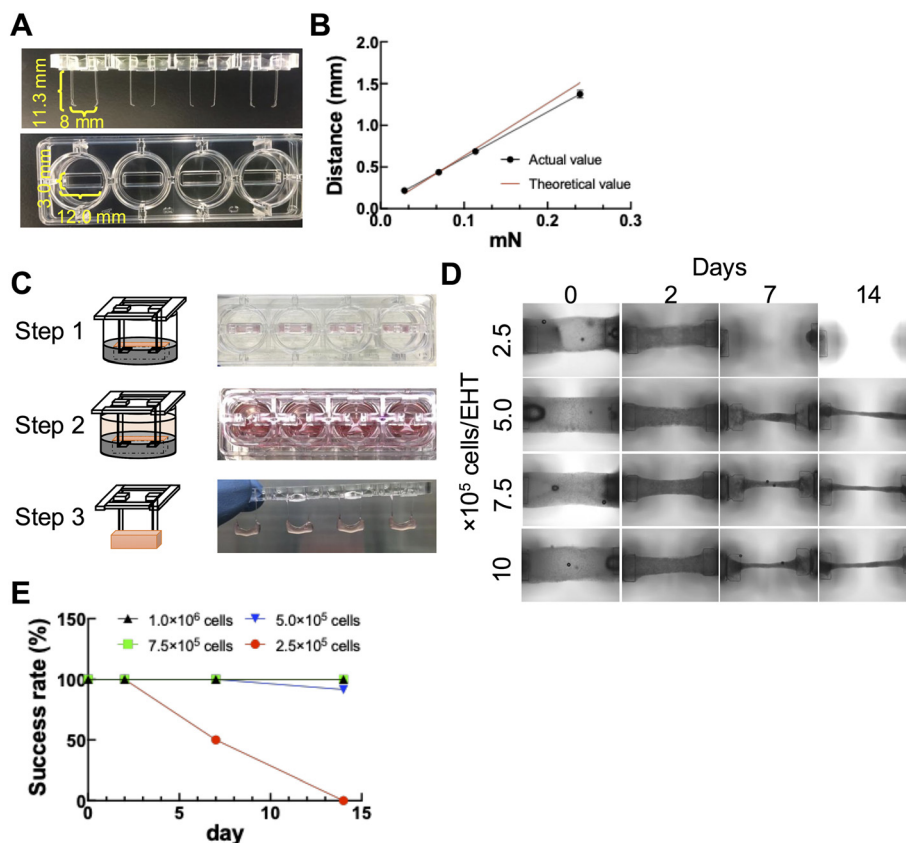 A
11.3 mm
8 mm
3.0 mm
12.0 mm
B
Distance (mm)
2.0
1.5
1.0
0.5
0.0
0.0
0.1
0.2
0.3
mN
Actual value
Theoretical value
C
Step 1
Step 2
Step 3
D
Days
0 2 7 14
×10⁵ cells/EHT
2.5
5.0
7.5
10
E
Success rate (%)
150
100
50
0
0 5 10 15
day
1.0×10⁶ cells
5.0×10⁵ cells
7.5×10⁵ cells
2.5×10⁵ cells